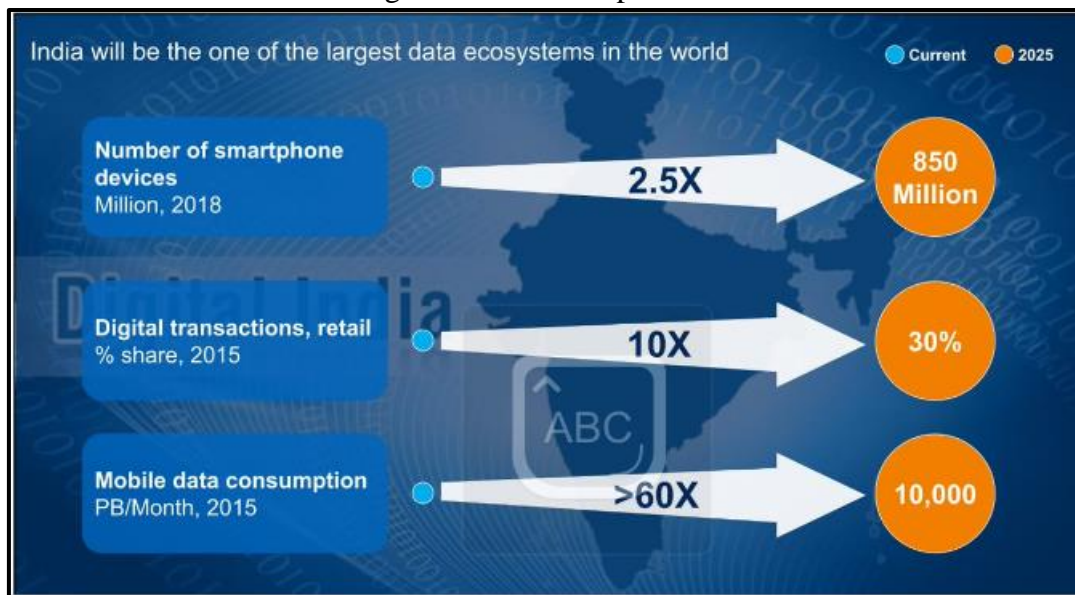 India will be the one of the largest data ecosystems in the world
Current
2025
Number of smartphone
devices
Million, 2018
2.5X
850
Million
Digital India
Digital transactions, retail
% share, 2015
10X
30%
ABC
Mobile data consumption
PB/Month, 2015
>60X
10,000